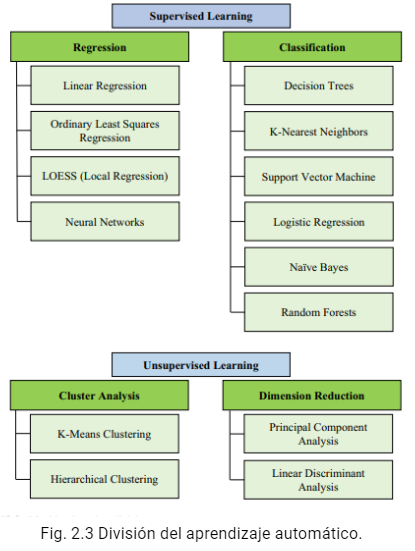 Supervised Learning
Regression
Linear Regression
Ordinary Least Squares
Regression
LOESS (Local Regression)
Neural Networks
Classification
Decision Trees
K-Nearest Neighbors
Support Vector Machine
Logistic Regression
Naïve Bayes
Random Forests
Unsupervised Learning
Cluster Analysis
K-Means Clustering
Hierarchical Clustering
Dimension Reduction
Principal Component
Analysis
Linear Discriminant
Analysis
Fig. 2.3 División del aprendizaje automático.